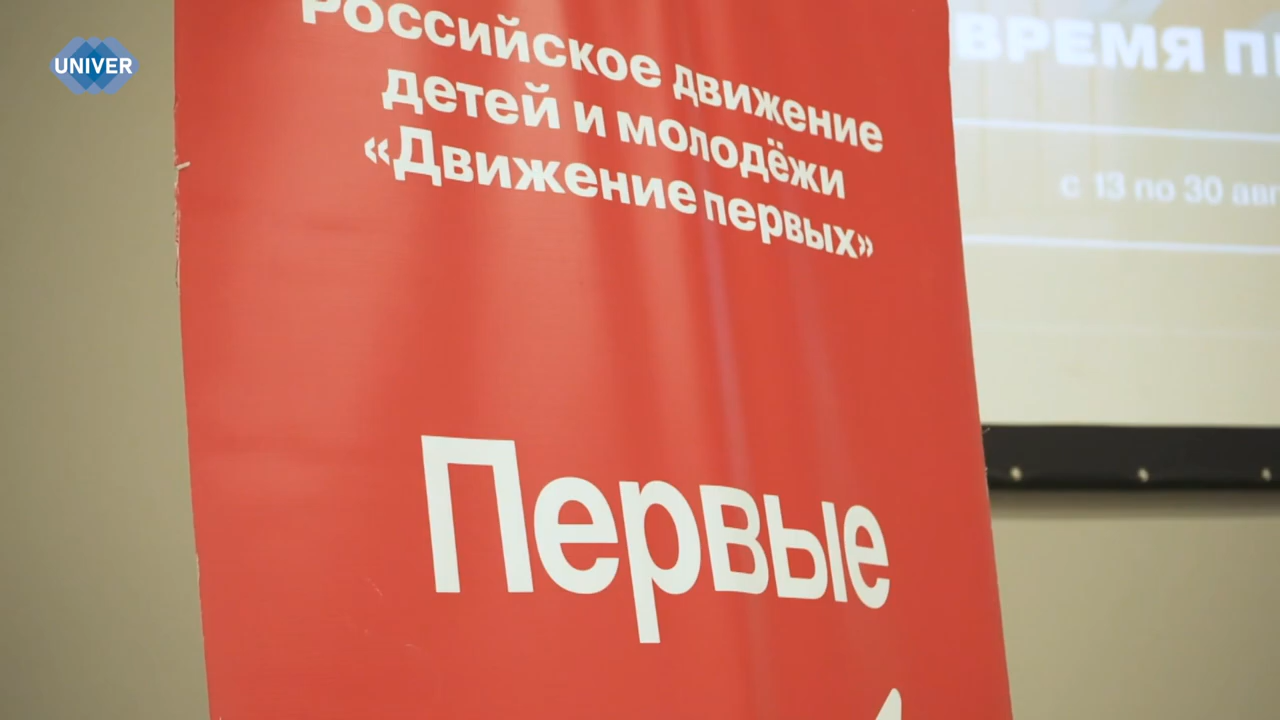 UNIVER
Российское движение
детей и молодёжи
«Движение первых»
Первые
ВРЕМЯ
с 13 по 30